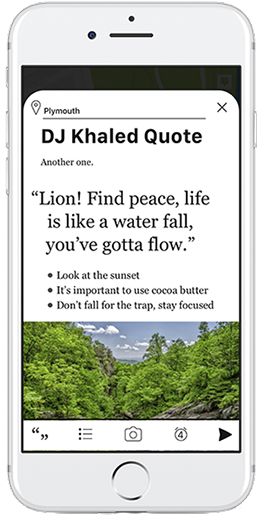 Plymouth
DJ Khaled Quote
Another one.
“Lion! Find peace, life
is like a water fall,
you’ve gotta flow.”
• Look at the sunset
• It's important to use cocoa butter
• Don't fall for the trap, stay focused
“„
4